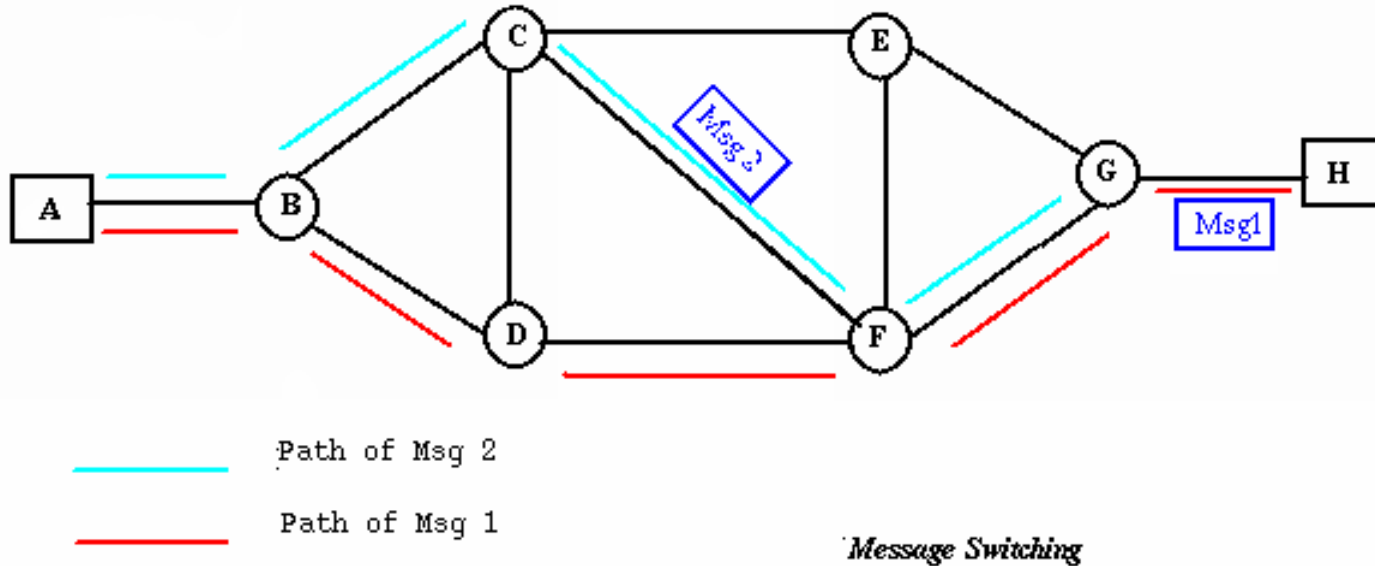 C
E
Msg 2
G
H
A
B
Msg1
D
F
Path of Msg 2
Path of Msg 1
Message Switching